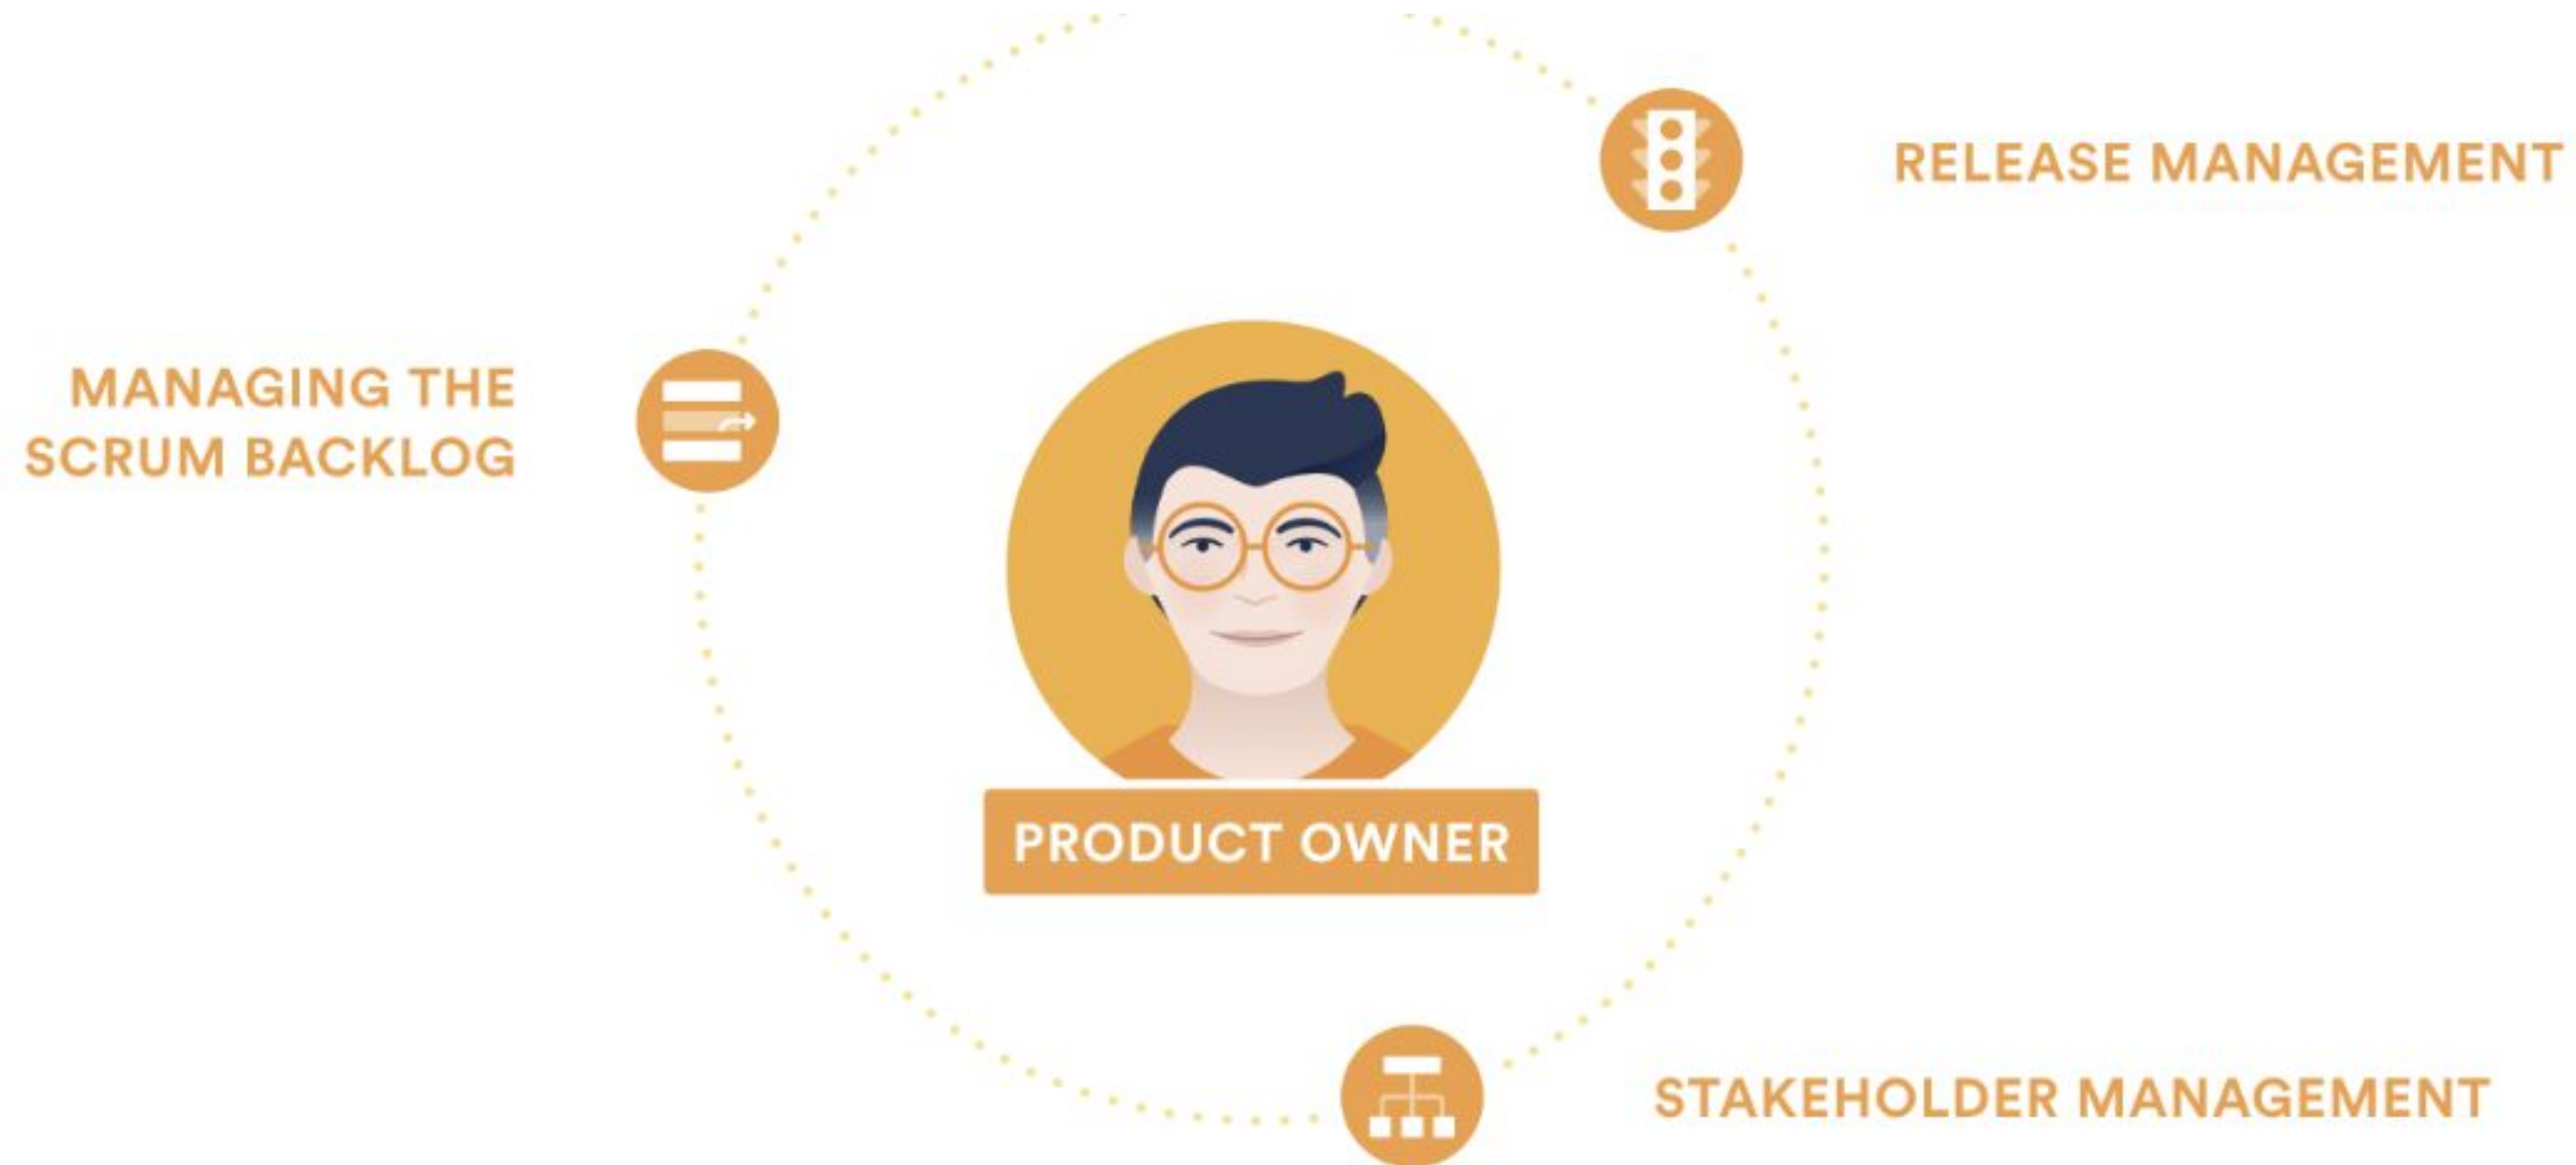 RELEASE MANAGEMENT
MANAGING THE
SCRUM BACKLOG
PRODUCT OWNER
STAKEHOLDER MANAGEMENT